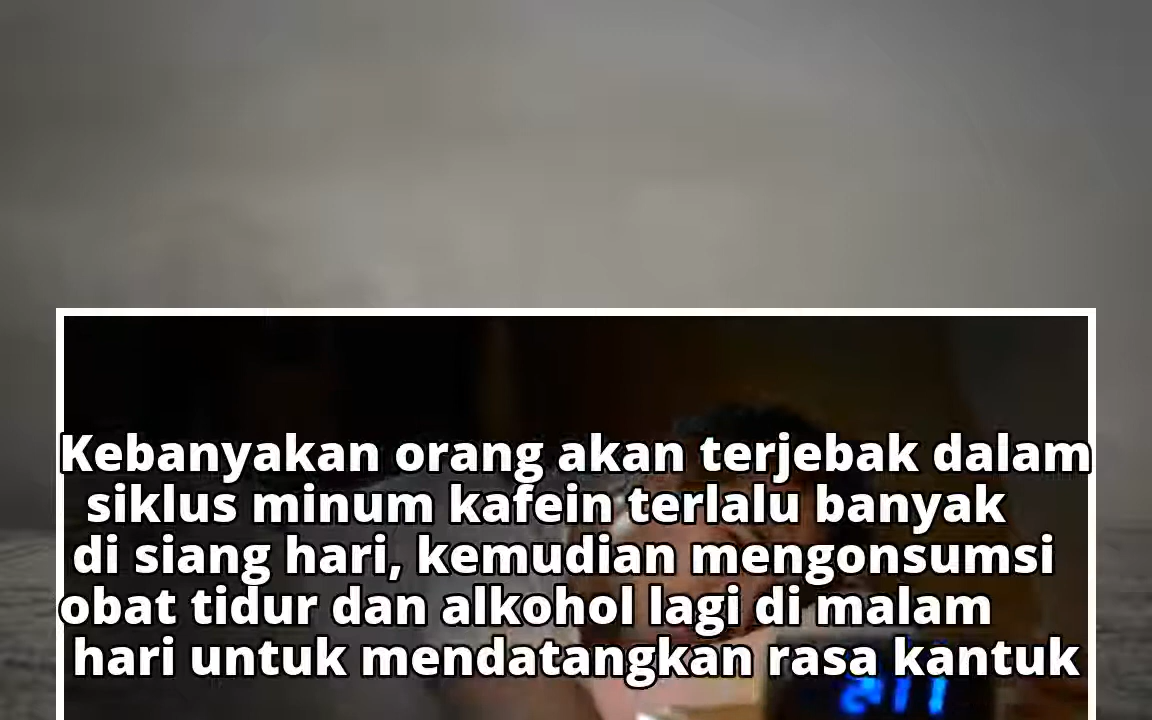 Kebanyakan orang akan terjebak dalam
siklus minum kafein terlalu banyak
di siang hari, kemudian mengonsumsi
obat tidur dan alkohol lagi di malam
hari untuk mendatangkan rasa kantuk